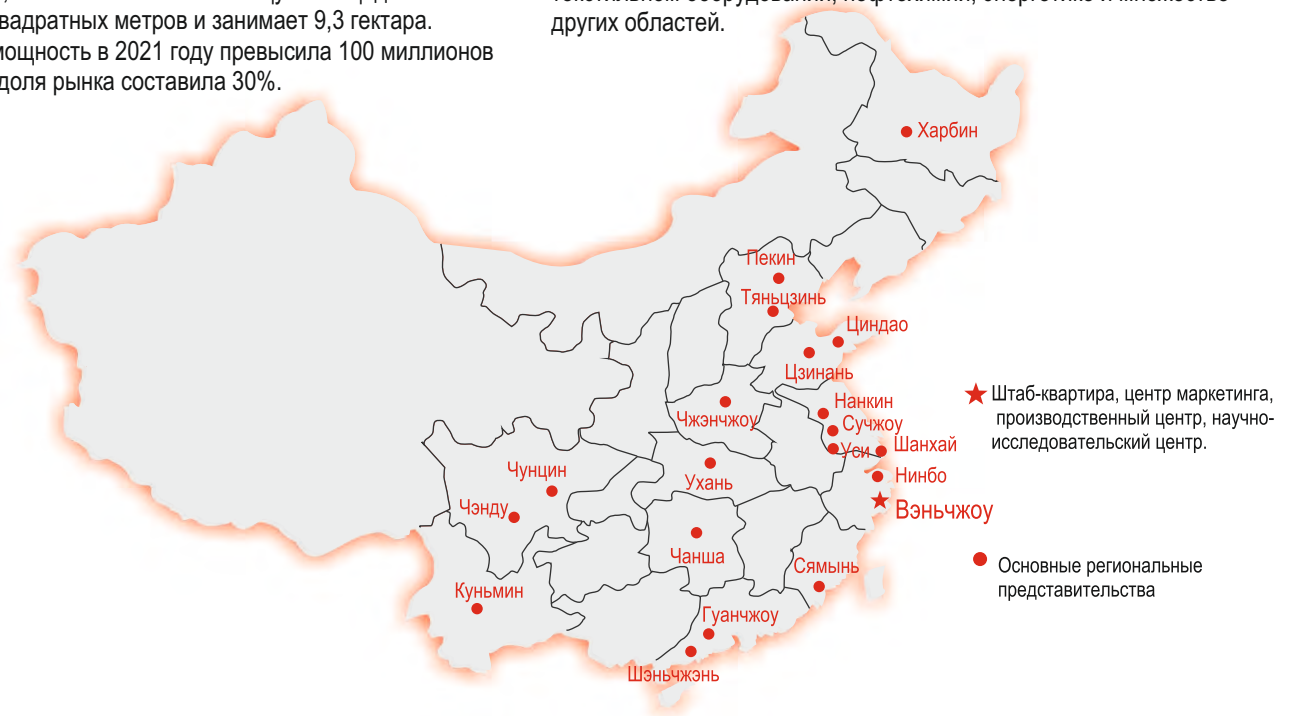 вадратных метров и занимает 9,3 гектара.
мощность в 2021 году превысила 100 миллионов
доля рынка составила 30%.
других областей.
Харбин
Пекин
Тяньцзинь
Циндао
Цзинань
Нанкин
Чжэнчжоу
Сучжоу
Уси
Шанхай
Чунцин
Ухань
Нинбо
Чэнду
Вэньчжоу
Чанша
Сямынь
Куньмин
Гуанчжоу
Шэньчжэнь
Штаб-квартира, центр маркетинга,
производственный центр, научно-
исследовательский центр.
Основные региональные
представительства